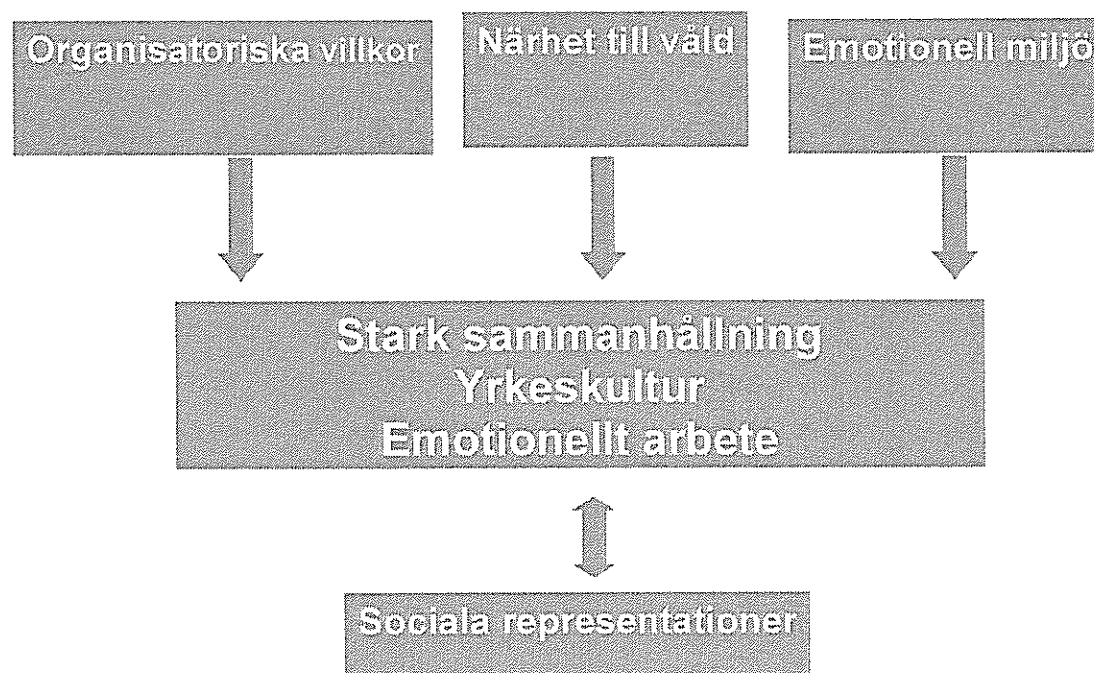 Organisatoriska villkor
Närhet till våld
Emotionell miljö
Stark sammanhållning
Yrkeskultur
Emotionellt arbete
Sociala representationer